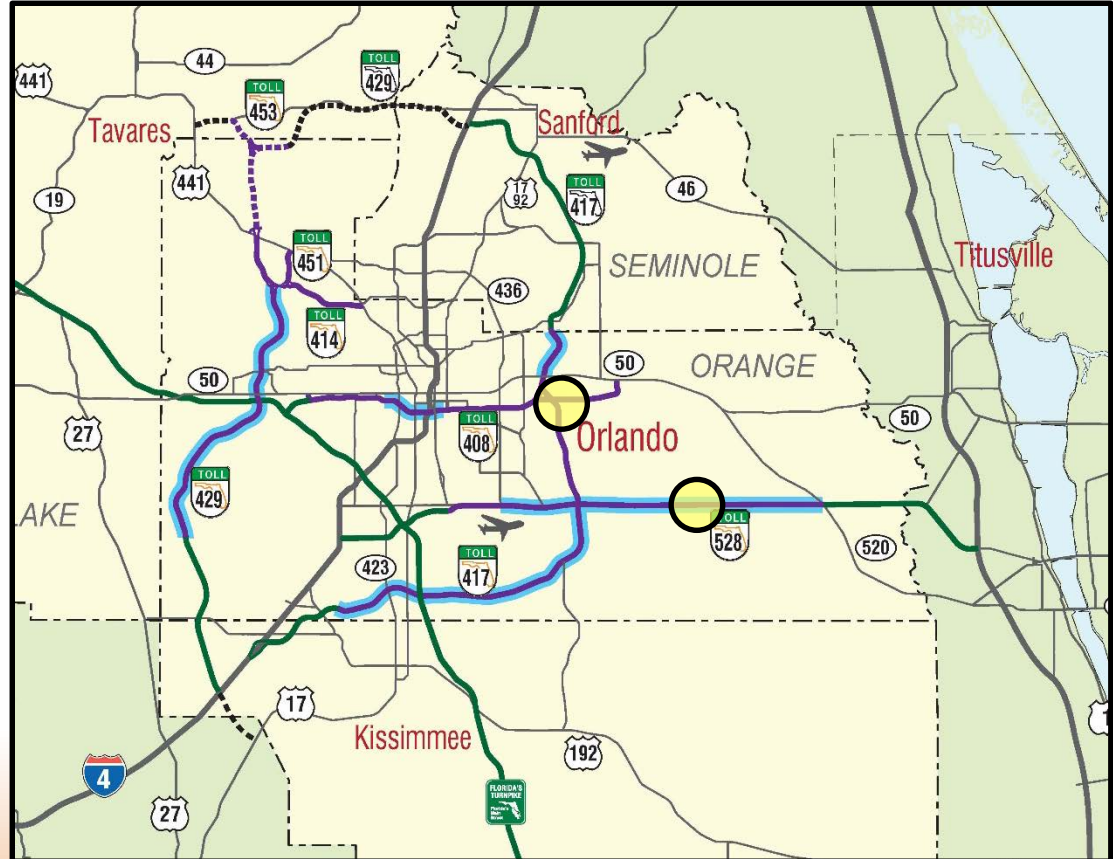 44
441
TOLL
429
TOLL
453
Tavares
Sanford
441
17
92
TOLL
417
46
19
TOLL
451
SEMINOLE
Titusville
436
TOLL
414
50
50
ORANGE
50
27
TOLL
408
Orlando
TOLL
429
LAKE
TOLL
528
520
423
TOLL
417
17
Kissimmee
192
4
27
FLORIDA'S
TURNPIKE